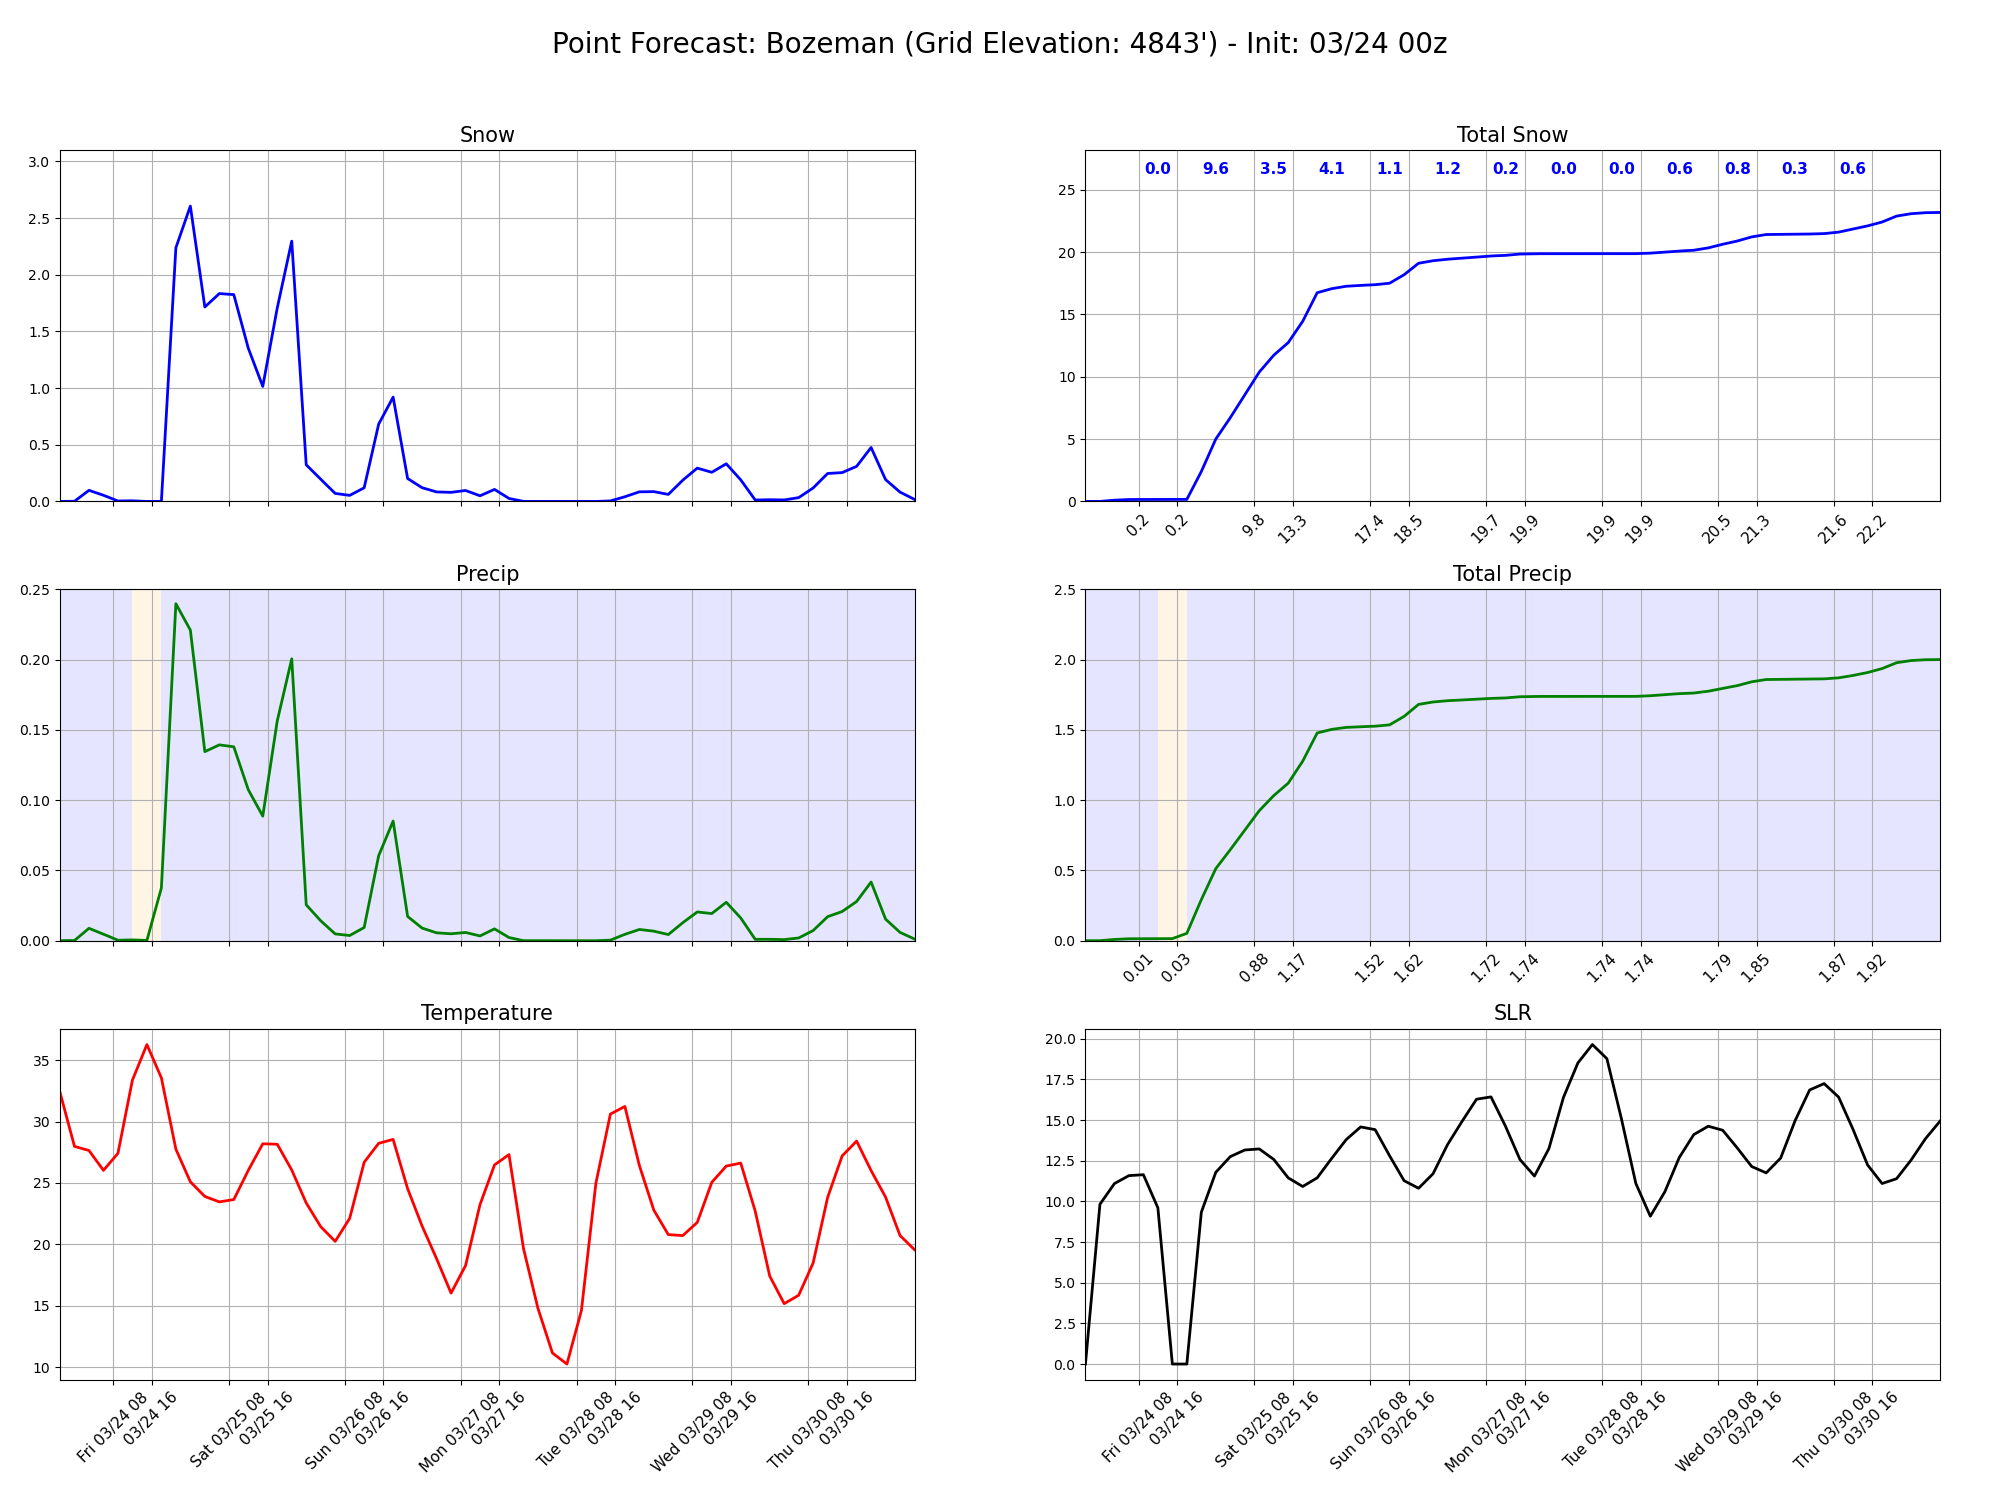 Point Forecast: Bozeman (Grid Elevation: 4843') - Init: 03/24 00z
Snow
3.0
2.5
2.0
1.5
1.0
0.5
0.0
Total Snow
0.0 9.6 3.5 4.1 1.1 1.2 0.2 0.0 0.0 0.6 0.8 0.3 0.6
25
20
15
10
5
0
0.2 0.2 9.8 13.3 17.4 18.5 19.7 19.9 19.9 19.9 20.5 21.3 21.6 22.2
Precip
0.25
0.20
0.15
0.10
0.05
0.00
Total Precip
2.5
2.0
1.5
1.0
0.5
0.0
0.01 0.03 0.88 1.17 1.52 1.62 1.72 1.74 1.74 1.74 1.79 1.85 1.87 1.92
Temperature
35
30
25
20
15
10
Fri 03/24 08
03/24 16
Sat 03/25 08
03/25 16
Sun 03/26 08
03/26 16
Mon 03/27 08
03/27 16
Tue 03/28 08
03/28 16
Wed 03/29 08
03/29 16
Thu 03/30 08
03/30 16
SLR
20.0
17.5
15.0
12.5
10.0
7.5
5.0
2.5
0.0
Fri 03/24 08
03/24 16
Sat 03/25 08
03/25 16
Sun 03/26 08
03/26 16
Mon 03/27 08
03/27 16
Tue 03/28 08
03/28 16
Wed 03/29 08
03/29 16
Thu 03/30 08
03/30 16